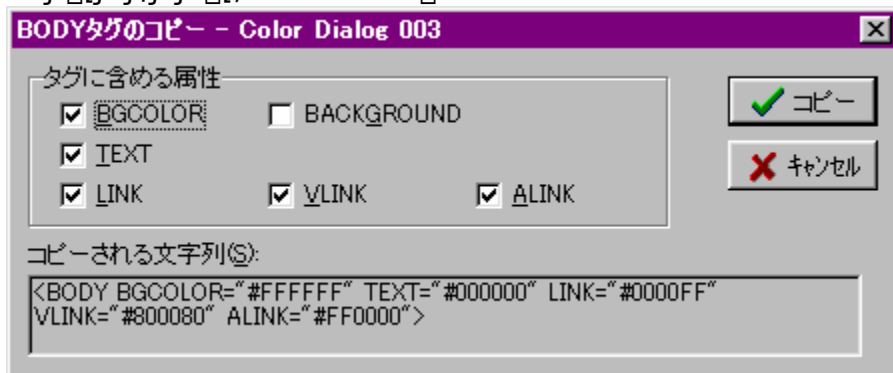 BODYタグのコピー - Color Dialog 003
タグに含める属性
BGCOLOR BACKGROUND
TEXT
LINK VLINK ALINK
コピー
キャンセル
コピーされる文字列(S):
<BODY BGCOLOR="#FFFFFF" TEXT="#000000" LINK="#0000FF"
VLINK="#800080" ALINK="#FF0000">